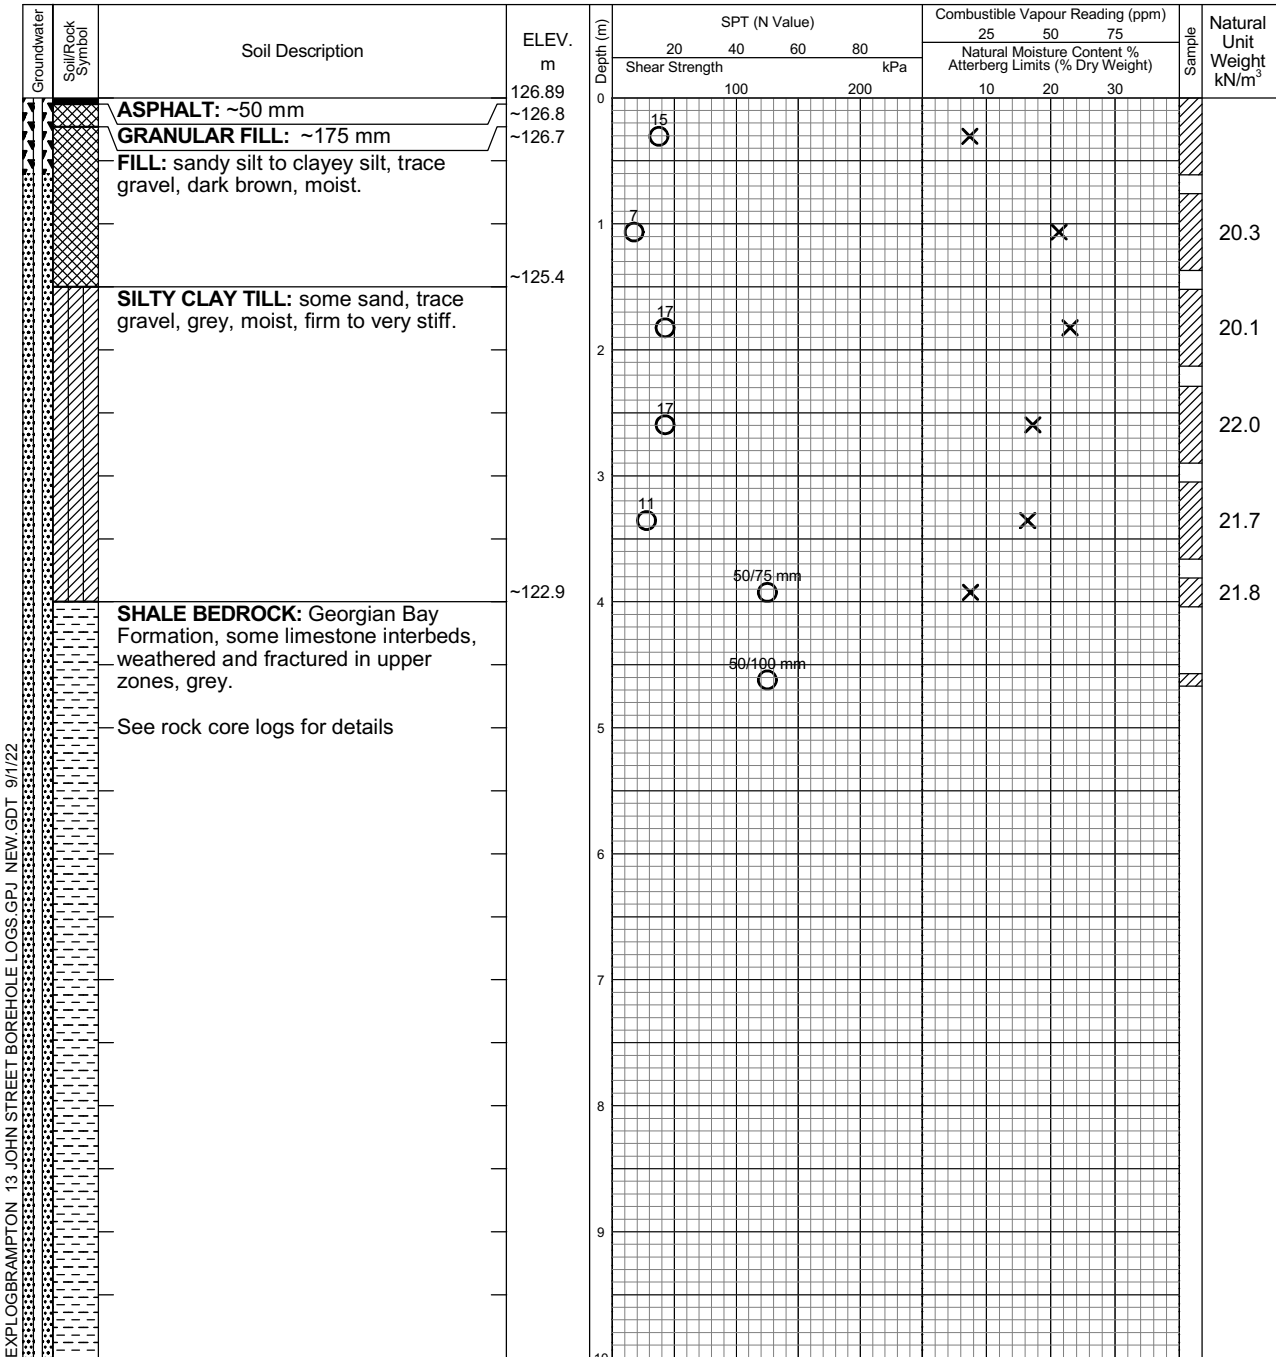 Groundwater
Soil/Rock
Symbol
Soil Description
ELEV.
m
Depth (m)
SPT (N Value)
20 40 60 80
Shear Strength kPa
100 200
Combustible Vapour Reading (ppm)
25 50 75
Natural Moisture Content %
Atterberg Limits (% Dry Weight)
10 20 30
Sample
Natural
Unit
Weight
kN/m³
126.89
0
ASPHALT: ~50 mm
~126.8
GRANULAR FILL: ~175 mm
~126.7
15
FILL: sandy silt to clayey silt, trace
gravel, dark brown, moist.
7
1
20.3
~125.4
SILTY CLAY TILL: some sand, trace
gravel, grey, moist, firm to very stiff.
17
20.1
2
17
22.0
3
11
21.7
50/75 mm
~122.9
21.8
4
SHALE BEDROCK: Georgian Bay
Formation, some limestone interbeds,
weathered and fractured in upper
zones, grey.
50/100 mm
See rock core logs for details
5
6
7
8
9
10
EXPLOGBRAMPTON 13 JOHN STREET BOREHOLE LOGS.GPJ NEW.GDT 9/1/22